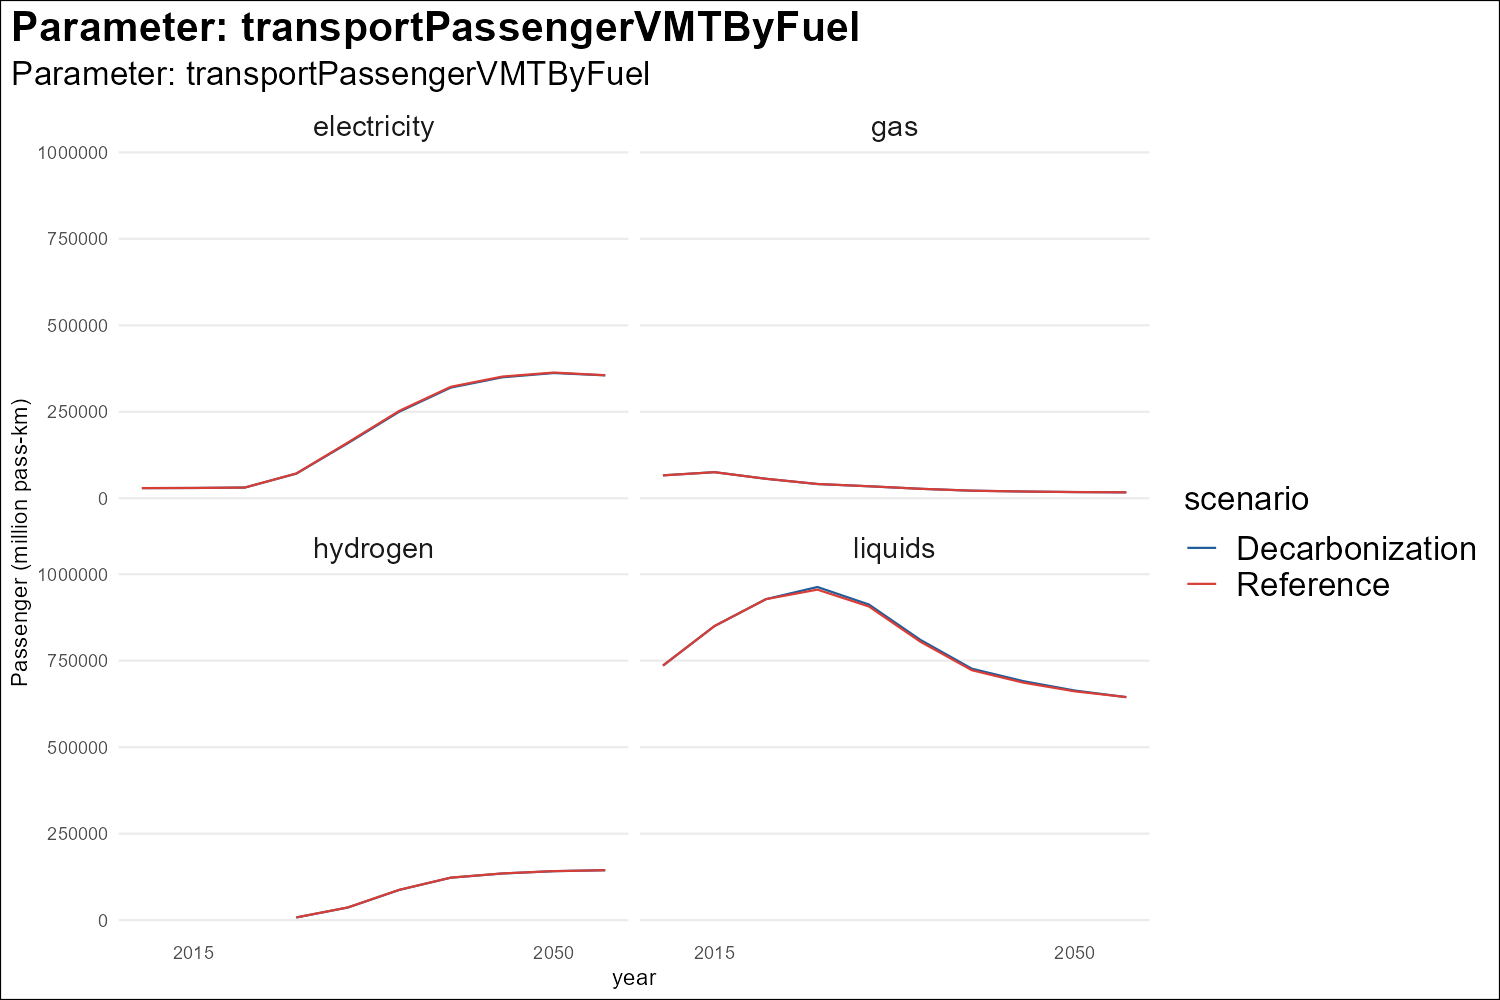 Parameter: transportPassengerVMTByFuel
Parameter: transportPassengerVMTByFuel
electricity
gas
1000000
750000
500000
250000
0
hydrogen
liquids
1000000
750000
500000
250000
0
Passenger (million pass-km)
2015
2050
2015
2050
year
scenario
Decarbonization
Reference